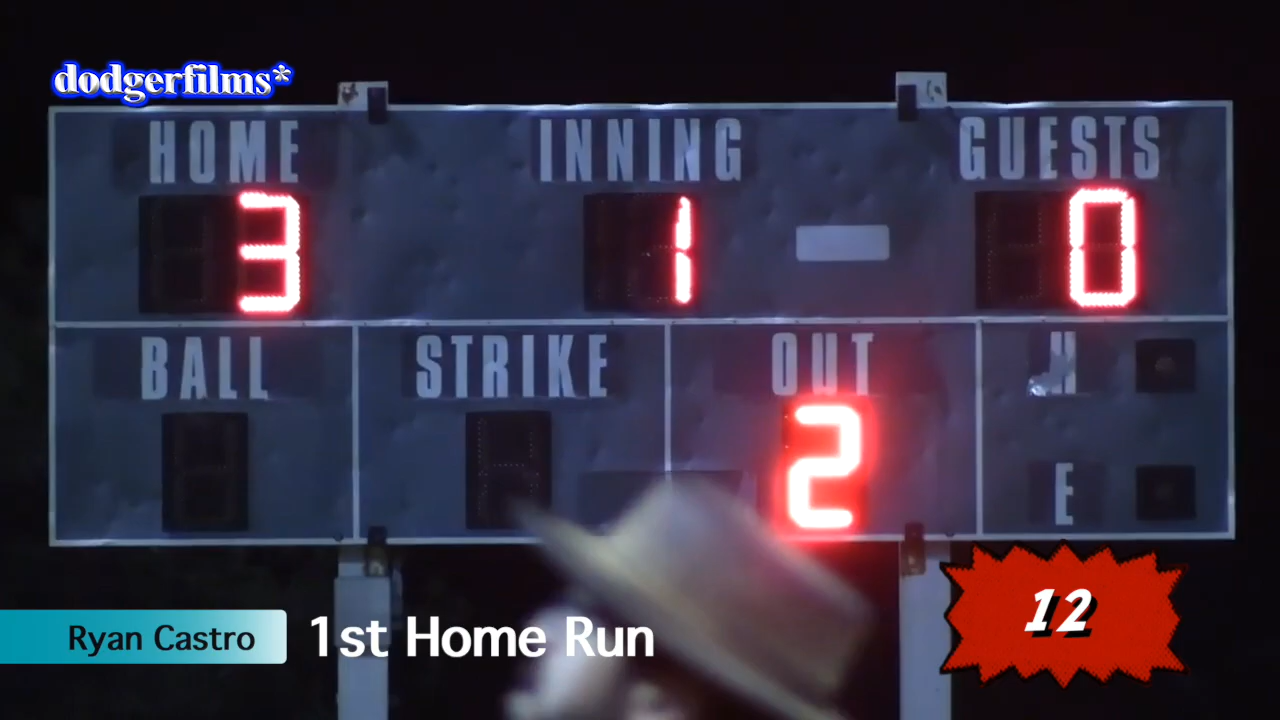 dodgerfilms*
HOME INNING GUESTS
3 1 0
BALL STRIKE OUT H
2
E
12
Ryan Castro 1st Home Run